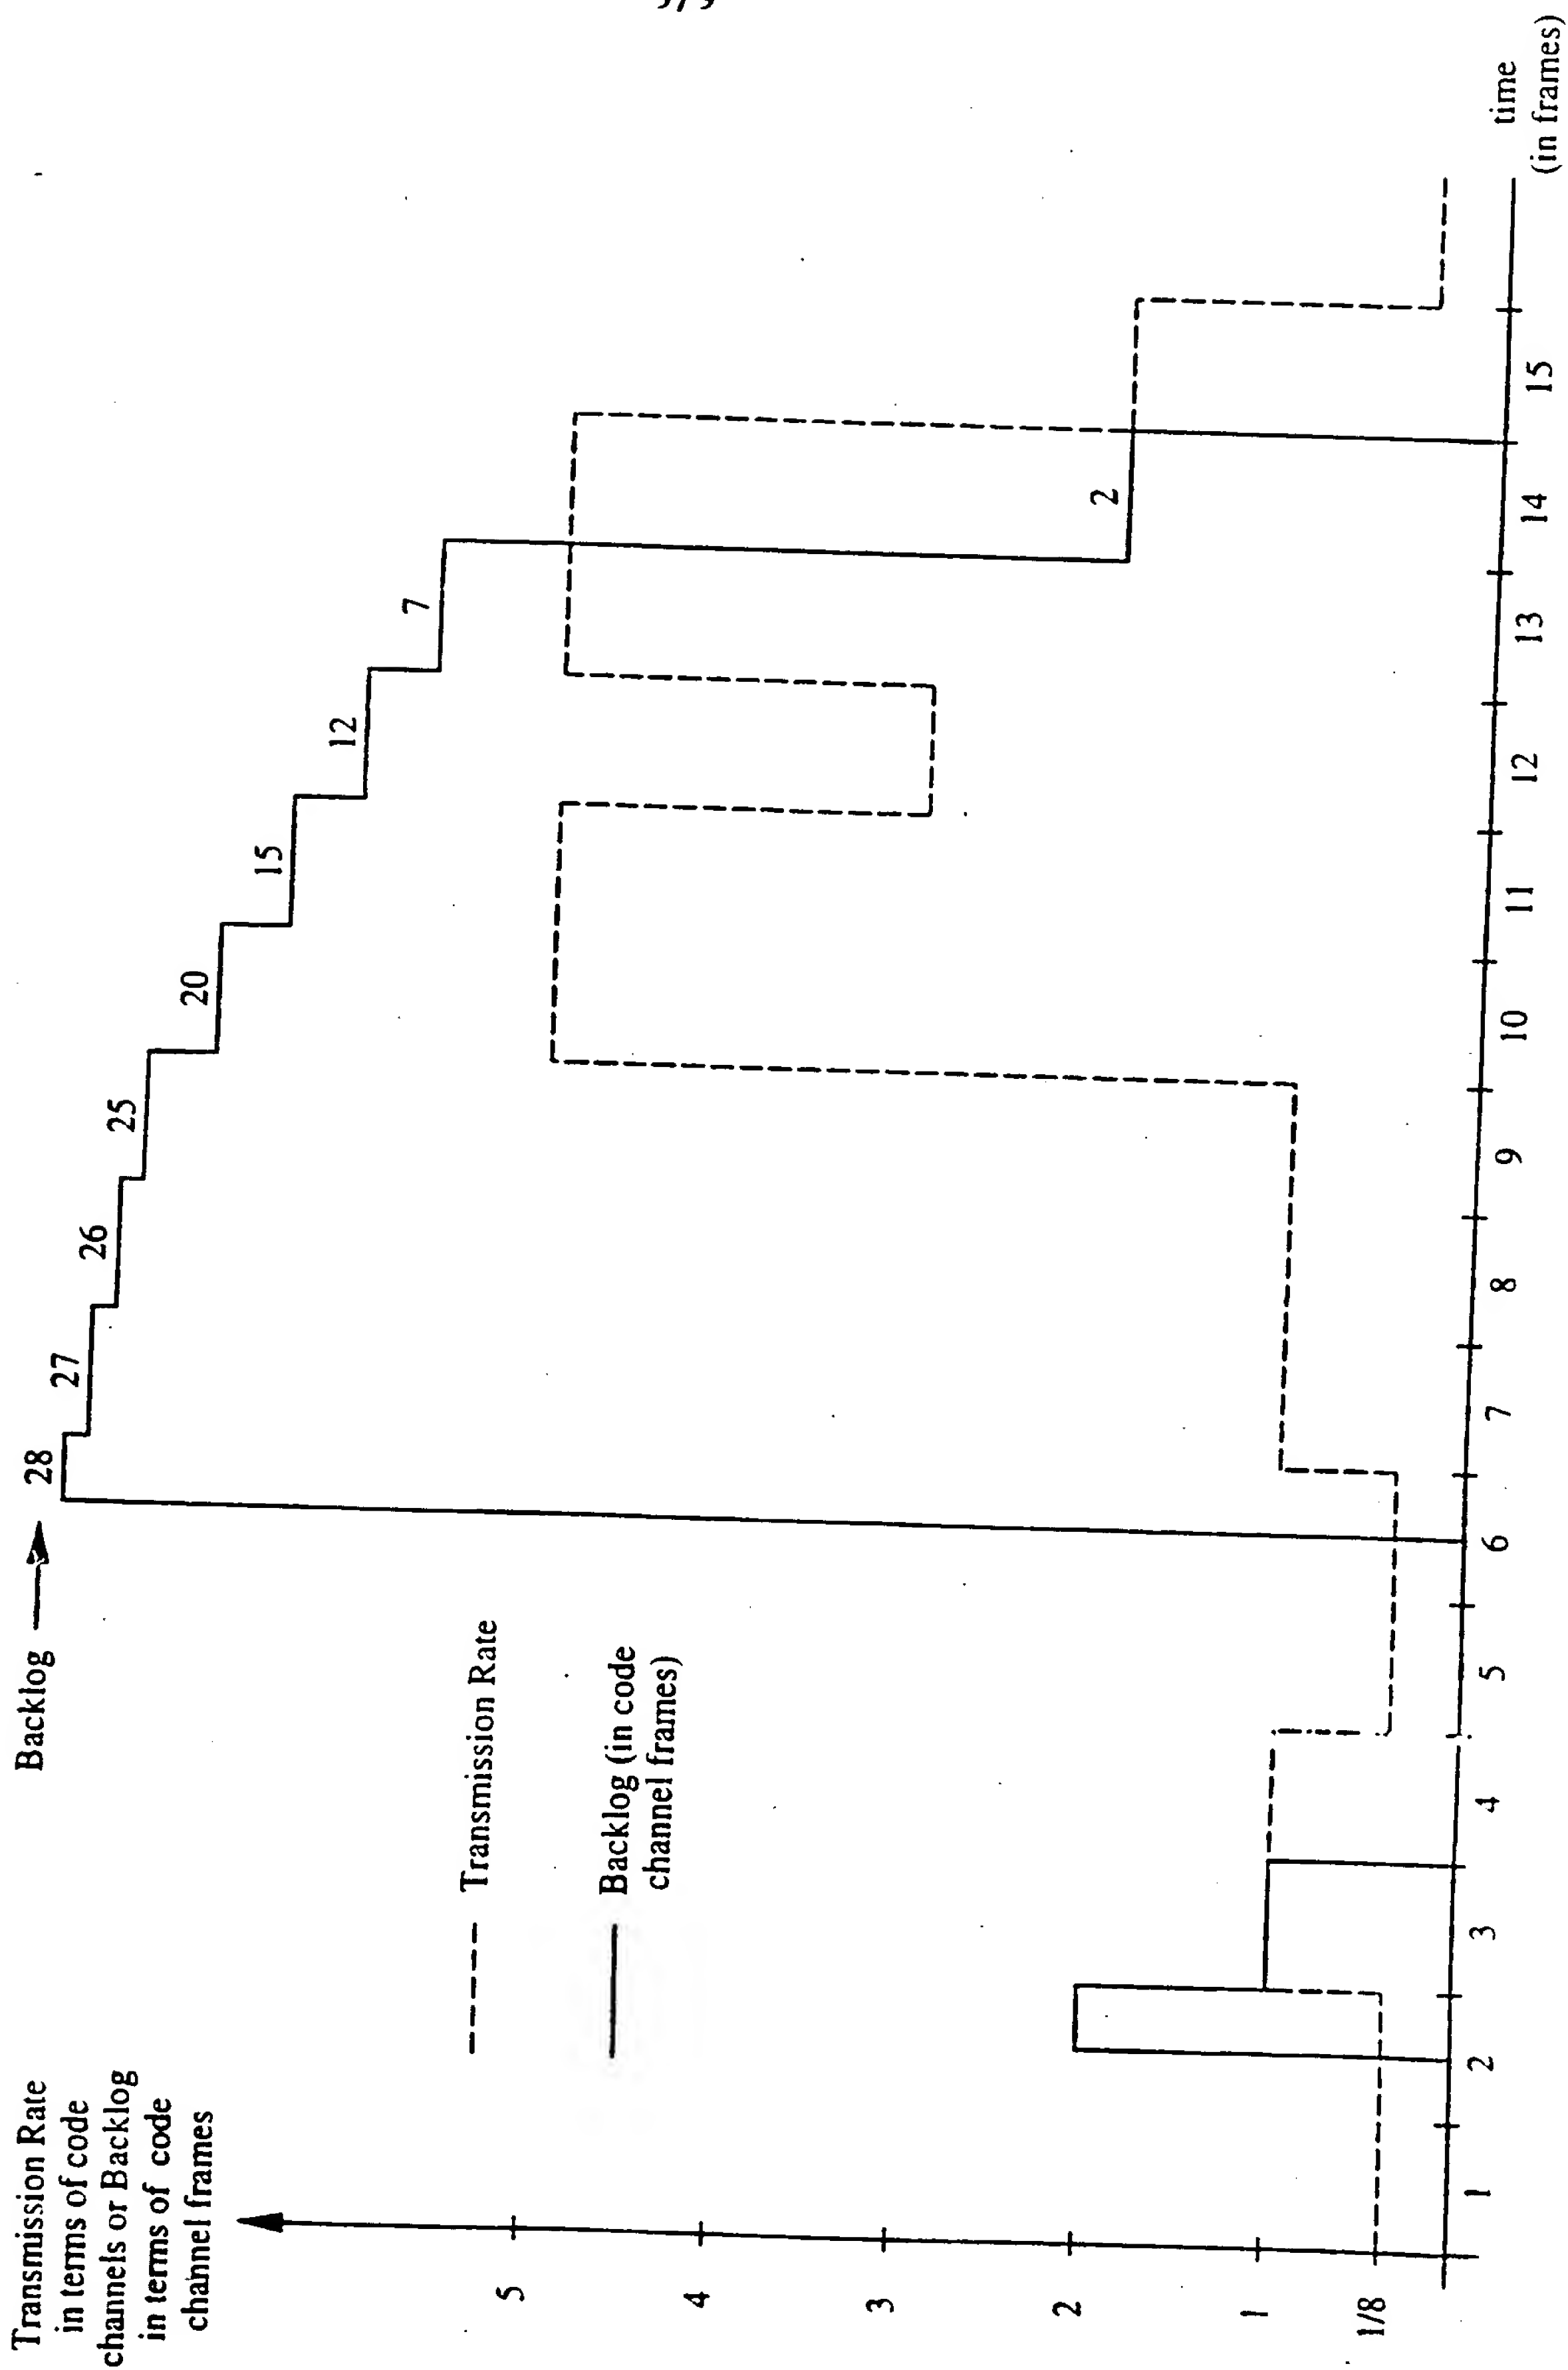 Transmission Rate
in terms of code
channels or Backlog
in terms of code
channel frames
Backlog
28
27
26
25
20
15
12
7
2
Transmission Rate
Backlog (in code
channel frames)
5
4
3
2
1
1/8
1
2
3
4
5
6
7
8
9
10
11
12
13
14
15
time
(in frames)